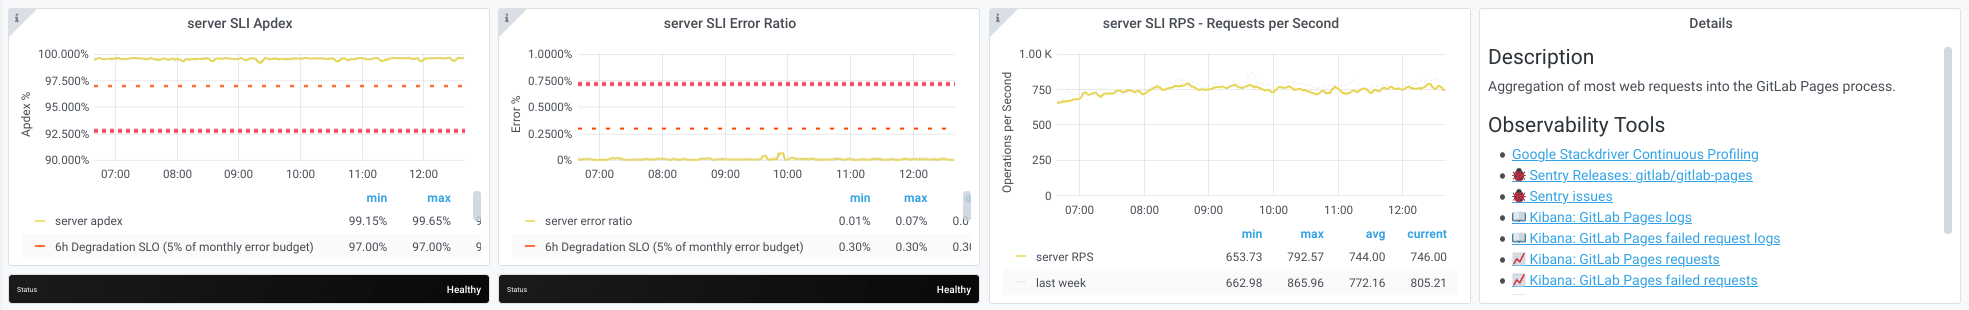 server SLI Apdex
100.000%
97.500%
95.000%
92.500%
90.000%
Apdex %
07:00 08:00 09:00 10:00 11:00 12:00
min max
server apdex 99.15% 99.65%
6h Degradation SLO (5% of monthly error budget) 97.00% 97.00%
Status Healthy
server SLI Error Ratio
1.0000%
0.7500%
0.5000%
0.2500%
0%
Error %
07:00 08:00 09:00 10:00 11:00 12:00
min max
server error ratio 0.01% 0.07%
6h Degradation SLO (5% of monthly error budget) 0.30% 0.30%
Status Healthy
server SLI RPS - Requests per Second
1.00 K
750
500
250
0
Operations per Second
07:00 08:00 09:00 10:00 11:00 12:00
min max avg current
server RPS 653.73 792.57 744.00 746.00
last week 662.98 865.96 772.16 805.21
Details
Description
Aggregation of most web requests into the GitLab Pages process.
Observability Tools
Google Stackdriver Continuous Profiling
Sentry Releases: gitlab/gitlab-pages
Sentry issues
Kibana: GitLab Pages logs
Kibana: GitLab Pages failed request logs
Kibana: GitLab Pages requests
Kibana: GitLab Pages failed requests